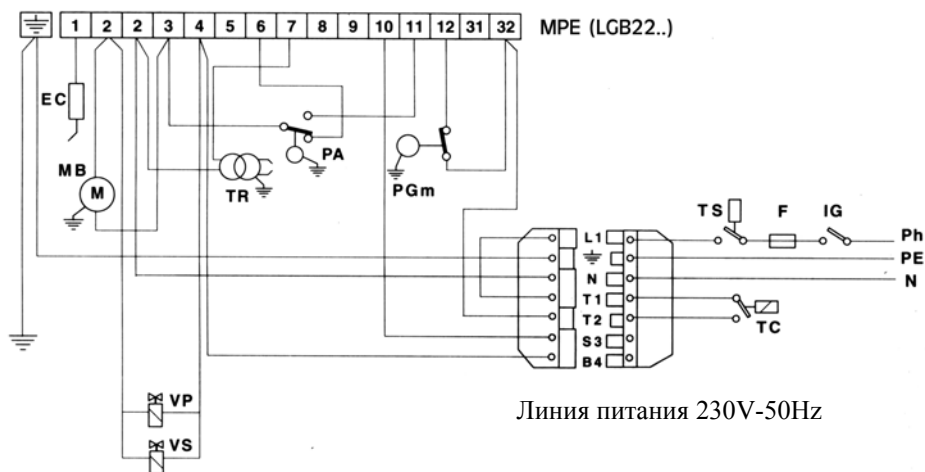 1 2 2 3 4 5 6 7 8 9 10 11 12 31 32 MPE (LGB22..)
EC
MB
M
TR
PA
PGm
TS F IG
L1
Ph
PE
N
N
T1
T2
TC
S3
B4
Линия питания 230V-50Hz
VP
VS